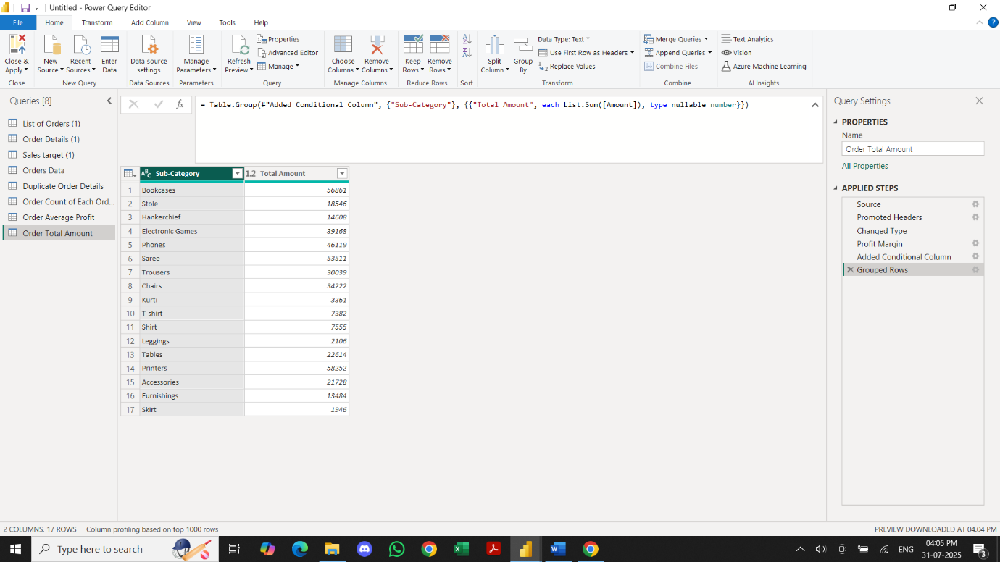 Untitled - Power Query Editor
File Home Transform Add Column View Tools Help
Close & Apply
New Source
Recent Sources
Enter Data
Data source settings
Manage Parameters
Refresh Preview
Properties
Advanced Editor
Manage
Choose Columns
Remove Columns
Keep Rows
Remove Rows
Split Column
Group By
Data Type: Text
Use First Row as Headers
Replace Values
Merge Queries
Append Queries
Combine Files
Text Analytics
Vision
Azure Machine Learning
Close New Query Data Sources Parameters Query Manage Columns Reduce Rows Sort Transform Combine AI Insights
Queries [8]
List of Orders (1)
Order Details (1)
Sales target (1)
Orders Data
Duplicate Order Details
Order Count of Each Ord...
Order Average Profit
Order Total Amount
fx
= Table.Group(#"Added Conditional Column", {"Sub-Category"}, {{"Total Amount", each List.Sum([Amount]), type nullable number}})
ABC Sub-Category 1.2 Total Amount
1 Bookcases 56861
2 Stole 18546
3 Hankerchief 14608
4 Electronic Games 39168
5 Phones 46119
6 Saree 53511
7 Trousers 30039
8 Chairs 34222
9 Kurti 3361
10 T-shirt 7382
11 Shirt 7555
12 Leggings 2106
13 Tables 22614
14 Printers 58252
15 Accessories 21728
16 Furnishings 13484
17 Skirt 1946
Query Settings
PROPERTIES
Name
Order Total Amount
All Properties
APPLIED STEPS
Source
Promoted Headers
Changed Type
Profit Margin
Added Conditional Column
Grouped Rows
2 COLUMNS, 17 ROWS Column profiling based on top 1000 rows
PREVIEW DOWNLOADED AT 04.04 PM
Type here to search
ENG
04:05 PM
31-07-2025
3